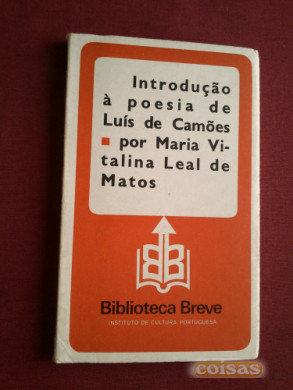 Introdução
à poesia de
Luís de Camões
por Maria Vi-
talina Leal de
Matos
BB
Biblioteca Breve
INSTITUTO DE CULTURA PORTUGUESA
coisas